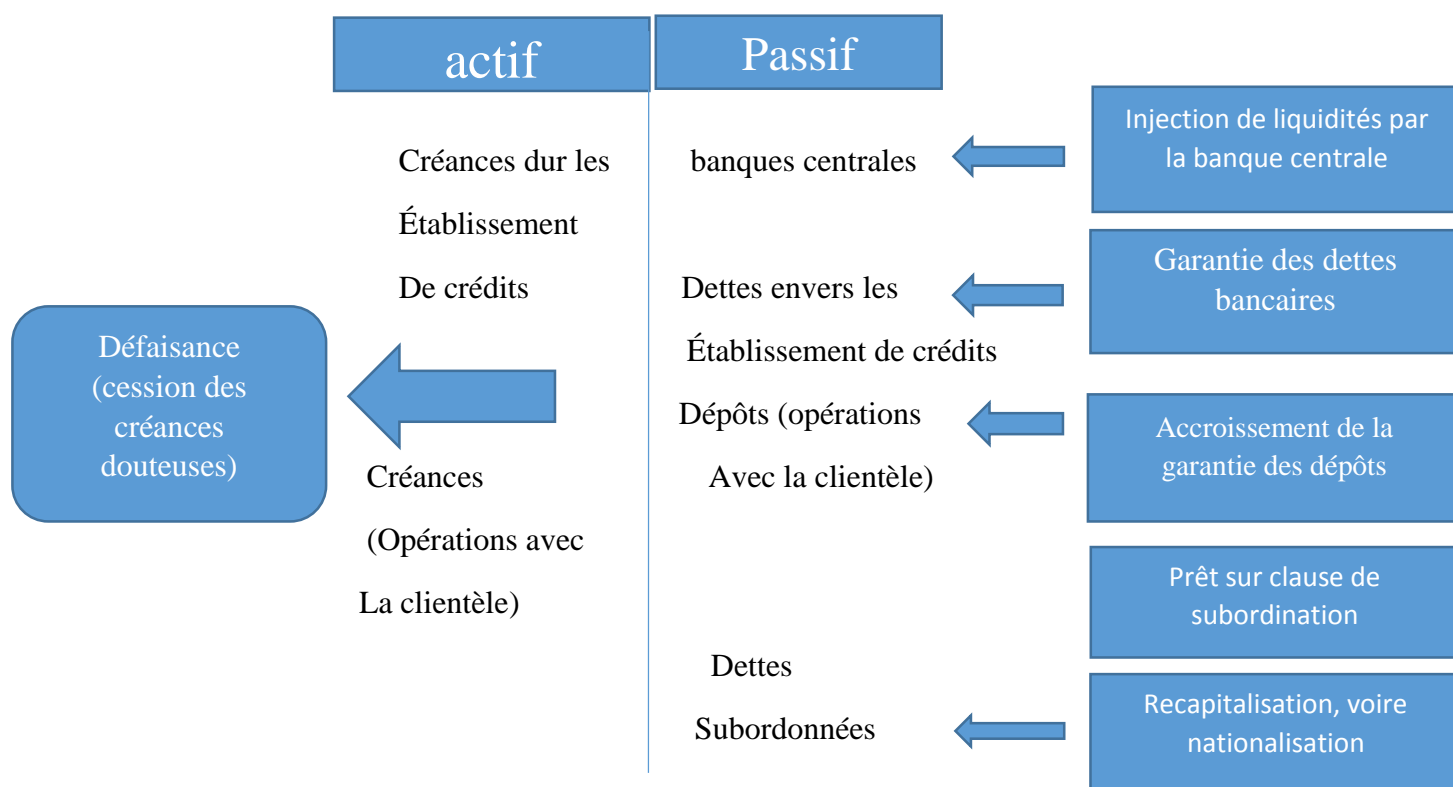 actif
Passif
Créances dur les
Établissement
De crédits
Défaisance
(cession des
créances
douteuses)
Créances
(Opérations avec
La clientèle)
banques centrales
Dettes envers les
Établissement de crédits
Dépôts (opérations
Avec la clientèle)
Dettes
Subordonnées
Injection de liquidités par
la banque centrale
Garantie des dettes
bancaires
Accroissement de la
garantie des dépôts
Prêt sur clause de
subordination
Recapitalisation, voire
nationalisation